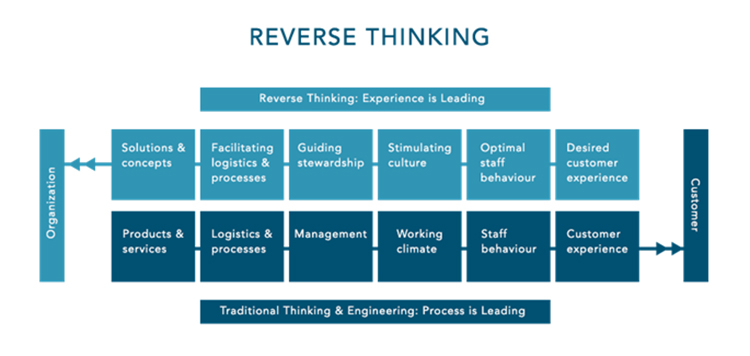 REVERSE THINKING
Reverse Thinking: Experience is Leading
Organization
Solutions &
concepts
Facilitating
logistics &
processes
Guiding
stewardship
Stimulating
culture
Optimal
staff
behaviour
Desired
customer
experience
Customer
Products &
services
Logistics &
processes
Management
Working
climate
Staff
behaviour
Customer
experience
Traditional Thinking & Engineering: Process is Leading